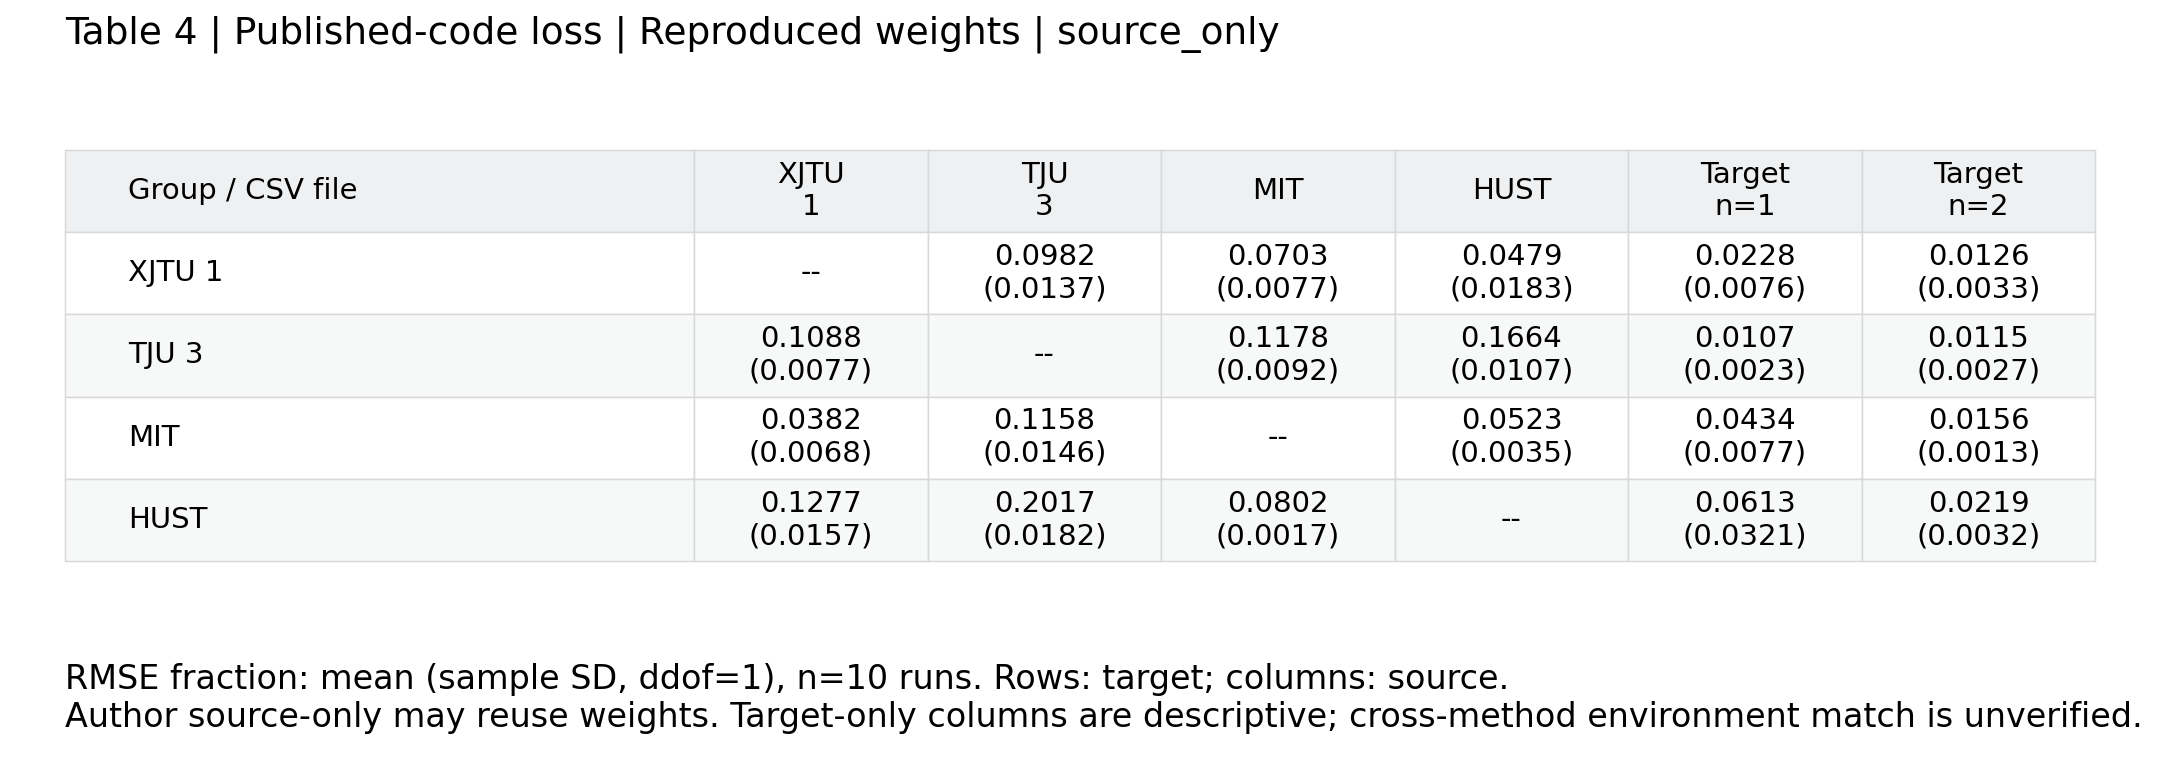 Table 4 | Published-code loss | Reproduced weights | source_only
Group / CSV file
XJTU
1
TJU
3
MIT
HUST
Target
n=1
Target
n=2
XJTU 1
--
0.0982
(0.0137)
0.0703
(0.0077)
0.0479
(0.0183)
0.0228
(0.0076)
0.0126
(0.0033)
TJU 3
0.1088
(0.0077)
--
0.1178
(0.0092)
0.1664
(0.0107)
0.0107
(0.0023)
0.0115
(0.0027)
MIT
0.0382
(0.0068)
0.1158
(0.0146)
--
0.0523
(0.0035)
0.0434
(0.0077)
0.0156
(0.0013)
HUST
0.1277
(0.0157)
0.2017
(0.0182)
0.0802
(0.0017)
--
0.0613
(0.0321)
0.0219
(0.0032)
RMSE fraction: mean (sample SD, ddof=1), n=10 runs. Rows: target; columns: source.
Author source-only may reuse weights. Target-only columns are descriptive; cross-method environment match is unverified.